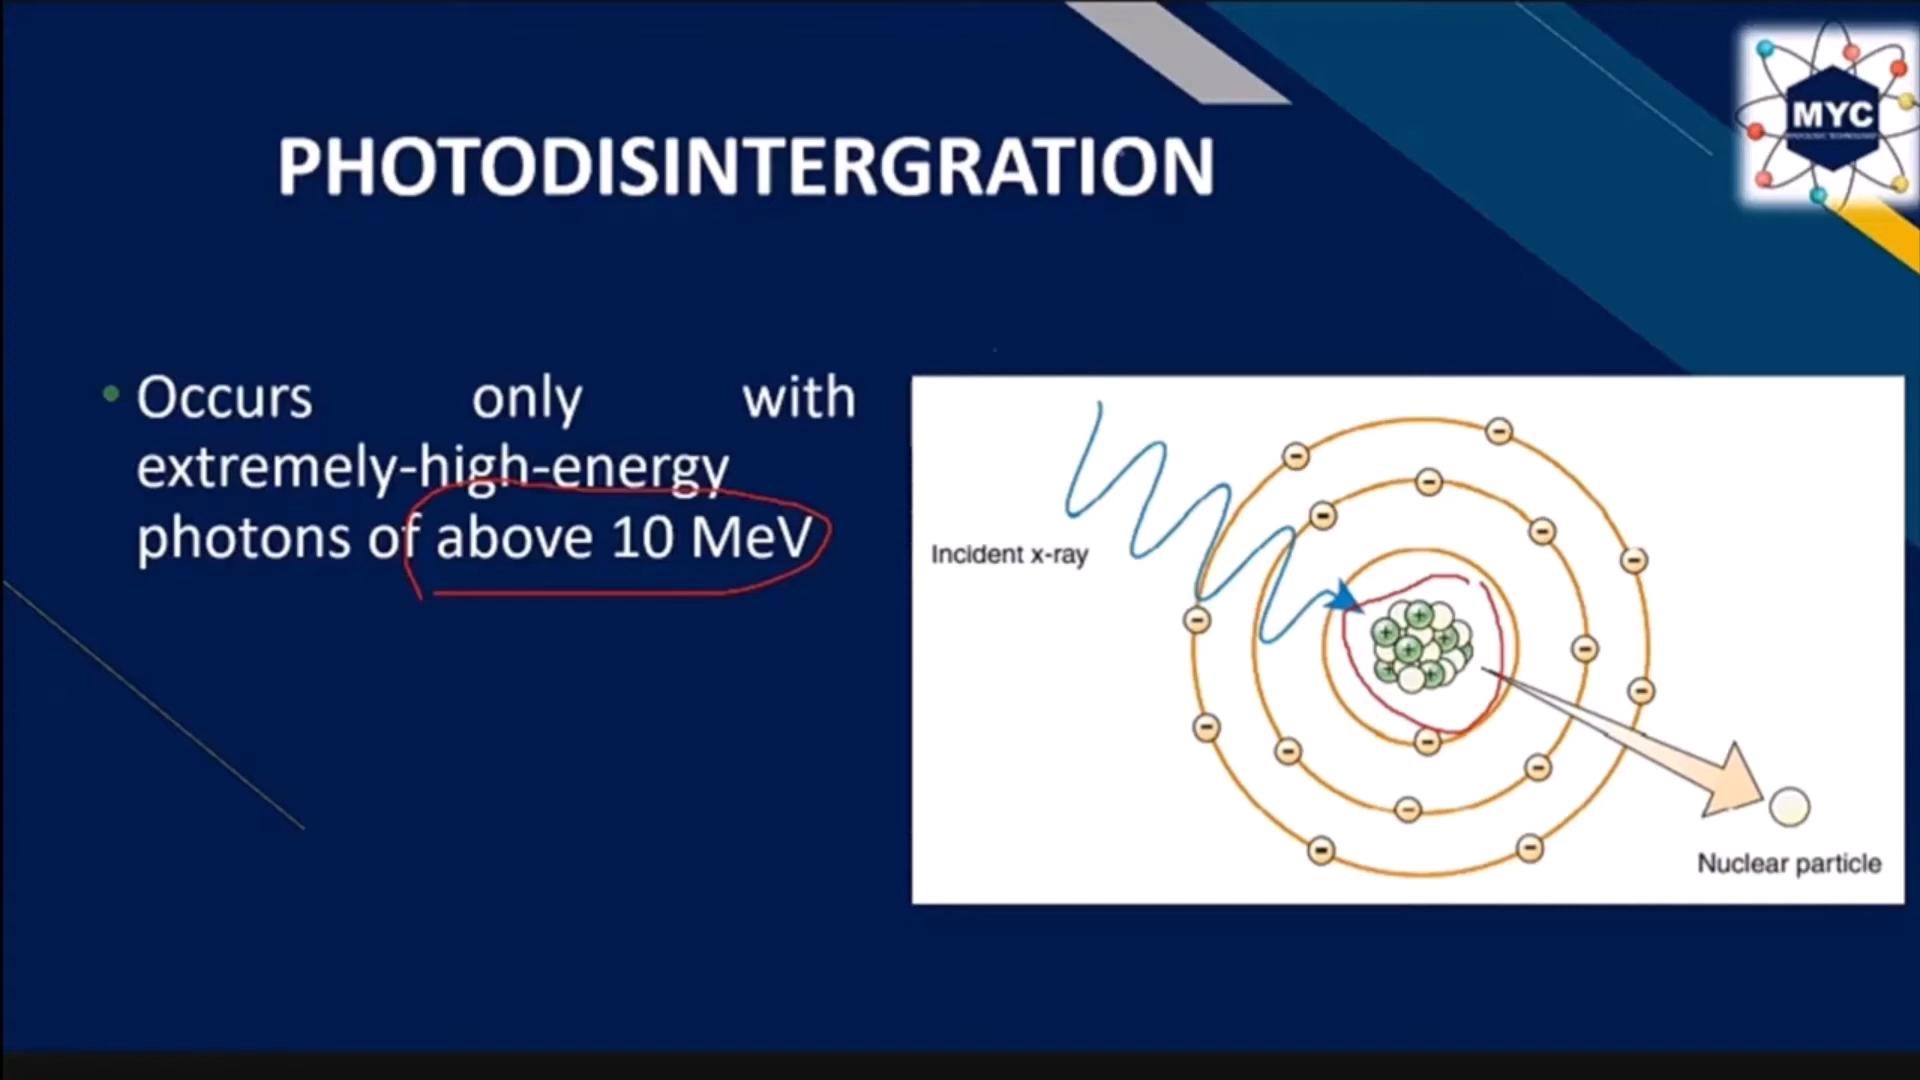 MYC
PHOTODISINTERGRATION
• Occurs only with
extremely-high-energy
photons of above 10 MeV
Incident x-ray
Nuclear particle